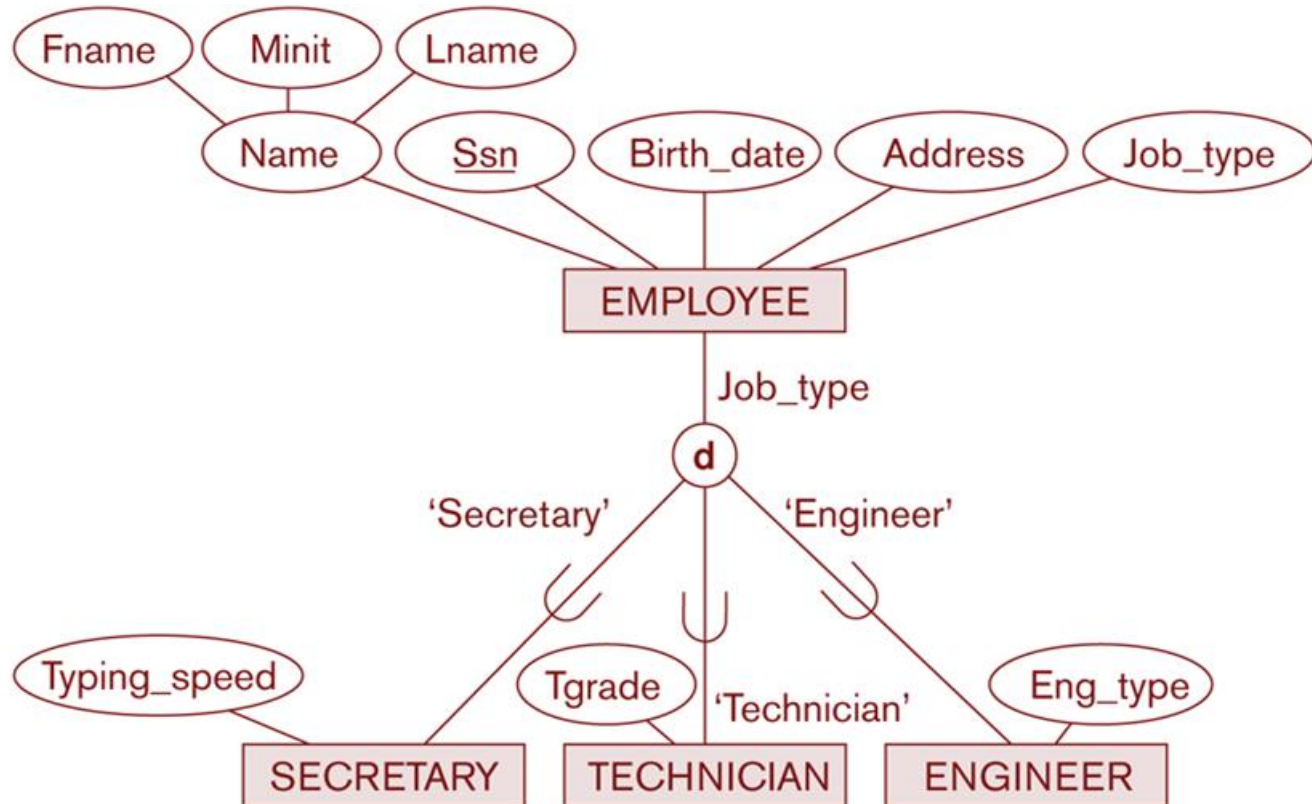 Fname Minit Lname
Name Ssn Birth_date Address Job_type
EMPLOYEE
Job_type
d
‘Secretary’ ‘Engineer’
Typing_speed Tgrade Eng_type
‘Technician’
SECRETARY TECHNICIAN ENGINEER